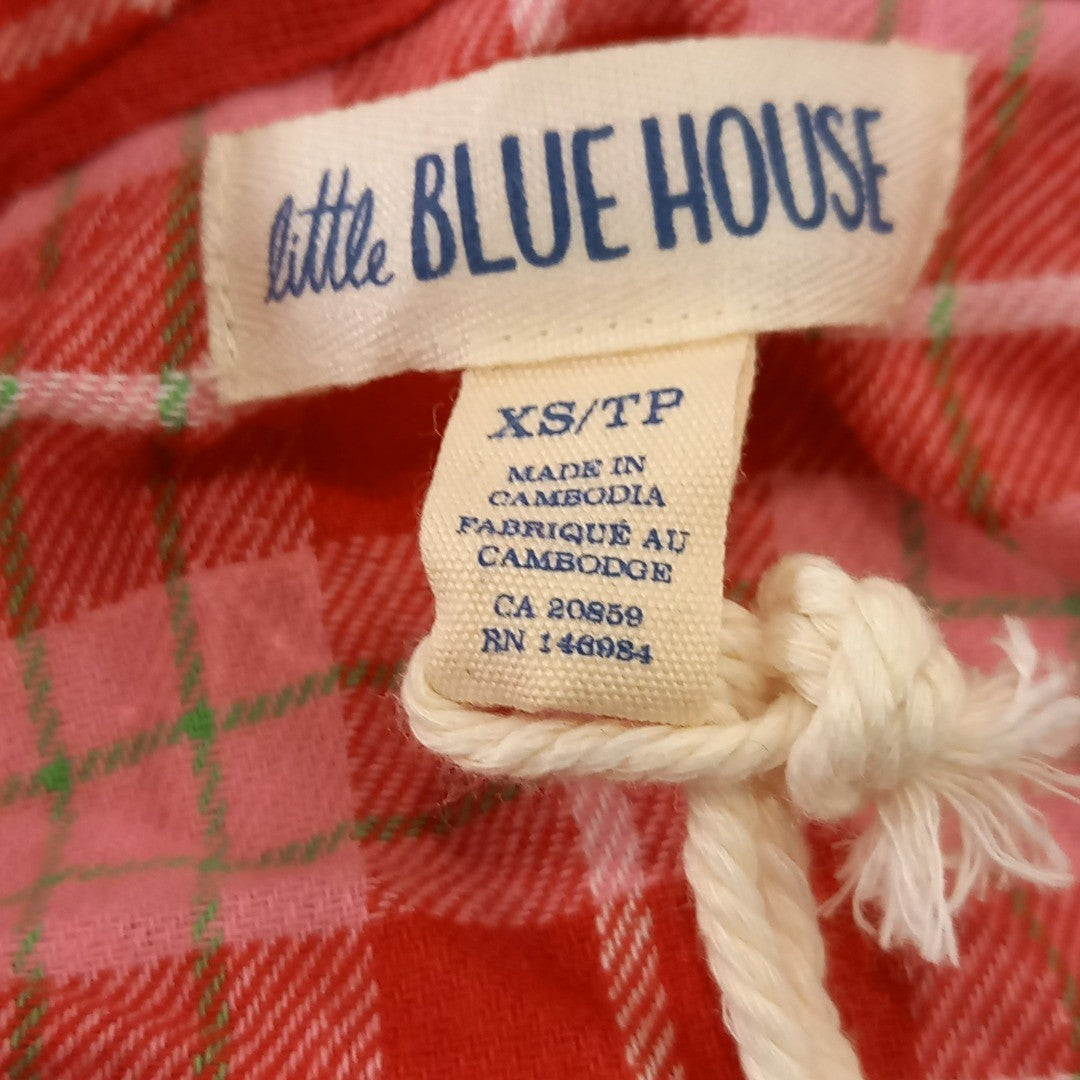 little BLUE HOUSE
XS/TP
MADE IN
CAMBODIA
FABRIQUÉ AU
CAMBODGE
CA 20859
RN 146984